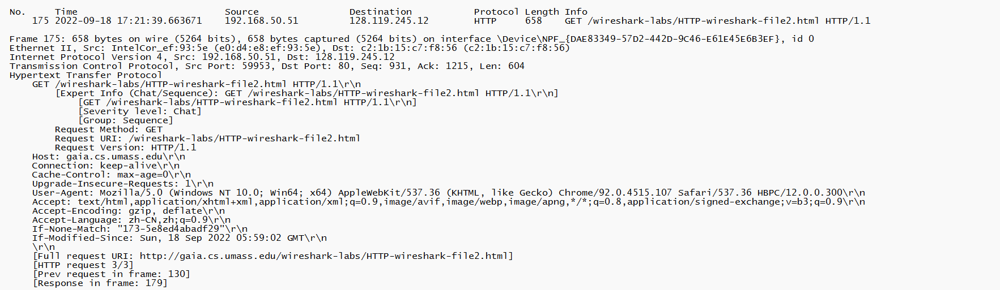 No.     Time                          Source                Destination           Protocol Length Info
    175 2022-09-18 17:21:39.663671    192.168.50.51         128.119.245.12        HTTP     658    GET /wireshark-labs/HTTP-wireshark-file2.html HTTP/1.1
Frame 175: 658 bytes on wire (5264 bits), 658 bytes captured (5264 bits) on interface \Device\NPF_{DAE83349-57D2-442D-9C46-E61E45E6B3EF}, id 0
Ethernet II, Src: IntelCor_ef:93:5e (e0:d4:e8:ef:93:5e), Dst: c2:1b:15:c7:f8:56 (c2:1b:15:c7:f8:56)
Internet Protocol Version 4, Src: 192.168.50.51, Dst: 128.119.245.12
Transmission Control Protocol, Src Port: 59953, Dst Port: 80, Seq: 931, Ack: 1215, Len: 604
Hypertext Transfer Protocol
    GET /wireshark-labs/HTTP-wireshark-file2.html HTTP/1.1\r\n
        [Expert Info (Chat/Sequence): GET /wireshark-labs/HTTP-wireshark-file2.html HTTP/1.1\r\n]
            [GET /wireshark-labs/HTTP-wireshark-file2.html HTTP/1.1\r\n]
            [Severity level: Chat]
            [Group: Sequence]
        Request Method: GET
        Request URI: /wireshark-labs/HTTP-wireshark-file2.html
        Request Version: HTTP/1.1
    Host: gaia.cs.umass.edu\r\n
    Connection: keep-alive\r\n
    Cache-Control: max-age=0\r\n
    Upgrade-Insecure-Requests: 1\r\n
    User-Agent: Mozilla/5.0 (Windows NT 10.0; Win64; x64) AppleWebKit/537.36 (KHTML, like Gecko) Chrome/92.0.4515.107 Safari/537.36 HBPC/12.0.0.300\r\n
    Accept: text/html,application/xhtml+xml,application/xml;q=0.9,image/avif,image/webp,image/apng,*/*;q=0.8,application/signed-exchange;v=b3;q=0.9\r\n
    Accept-Encoding: gzip, deflate\r\n
    Accept-Language: zh-CN,zh;q=0.9\r\n
    If-None-Match: "173-5e8ed4abadf29"\r\n
    If-Modified-Since: Sun, 18 Sep 2022 05:59:02 GMT\r\n
    \r\n
    [Full request URI: http://gaia.cs.umass.edu/wireshark-labs/HTTP-wireshark-file2.html]
    [HTTP request 3/3]
    [Prev request in frame: 130]
    [Response in frame: 179]